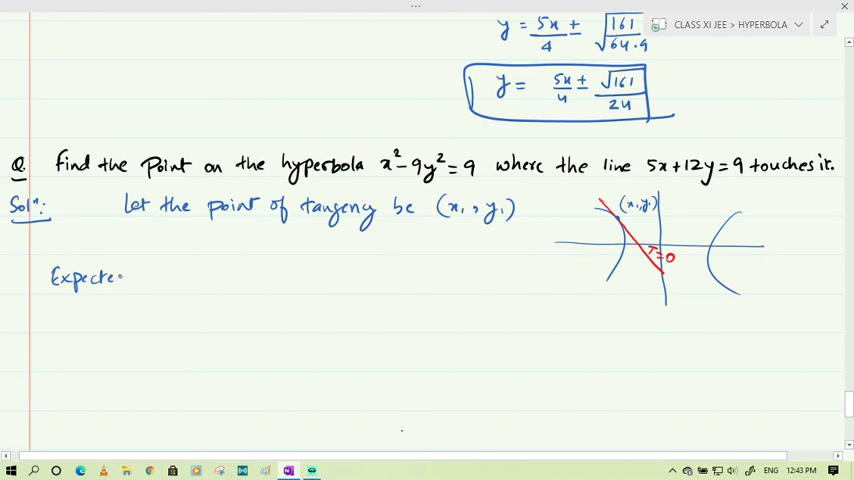 y = 5x/4 ± √161/√64·9
CLASS XI JEE > HYPERBOLA
y = 5x/4 ± √161/24
Q. Find the Point on the hyperbola x² - 9y² = 9 where the line 5x+12y=9 touches it.
Solⁿ: Let the point of tangency be (x₁, y₁)
(x₁,y₁)
T=0
Expecte
ENG 12:43 PM